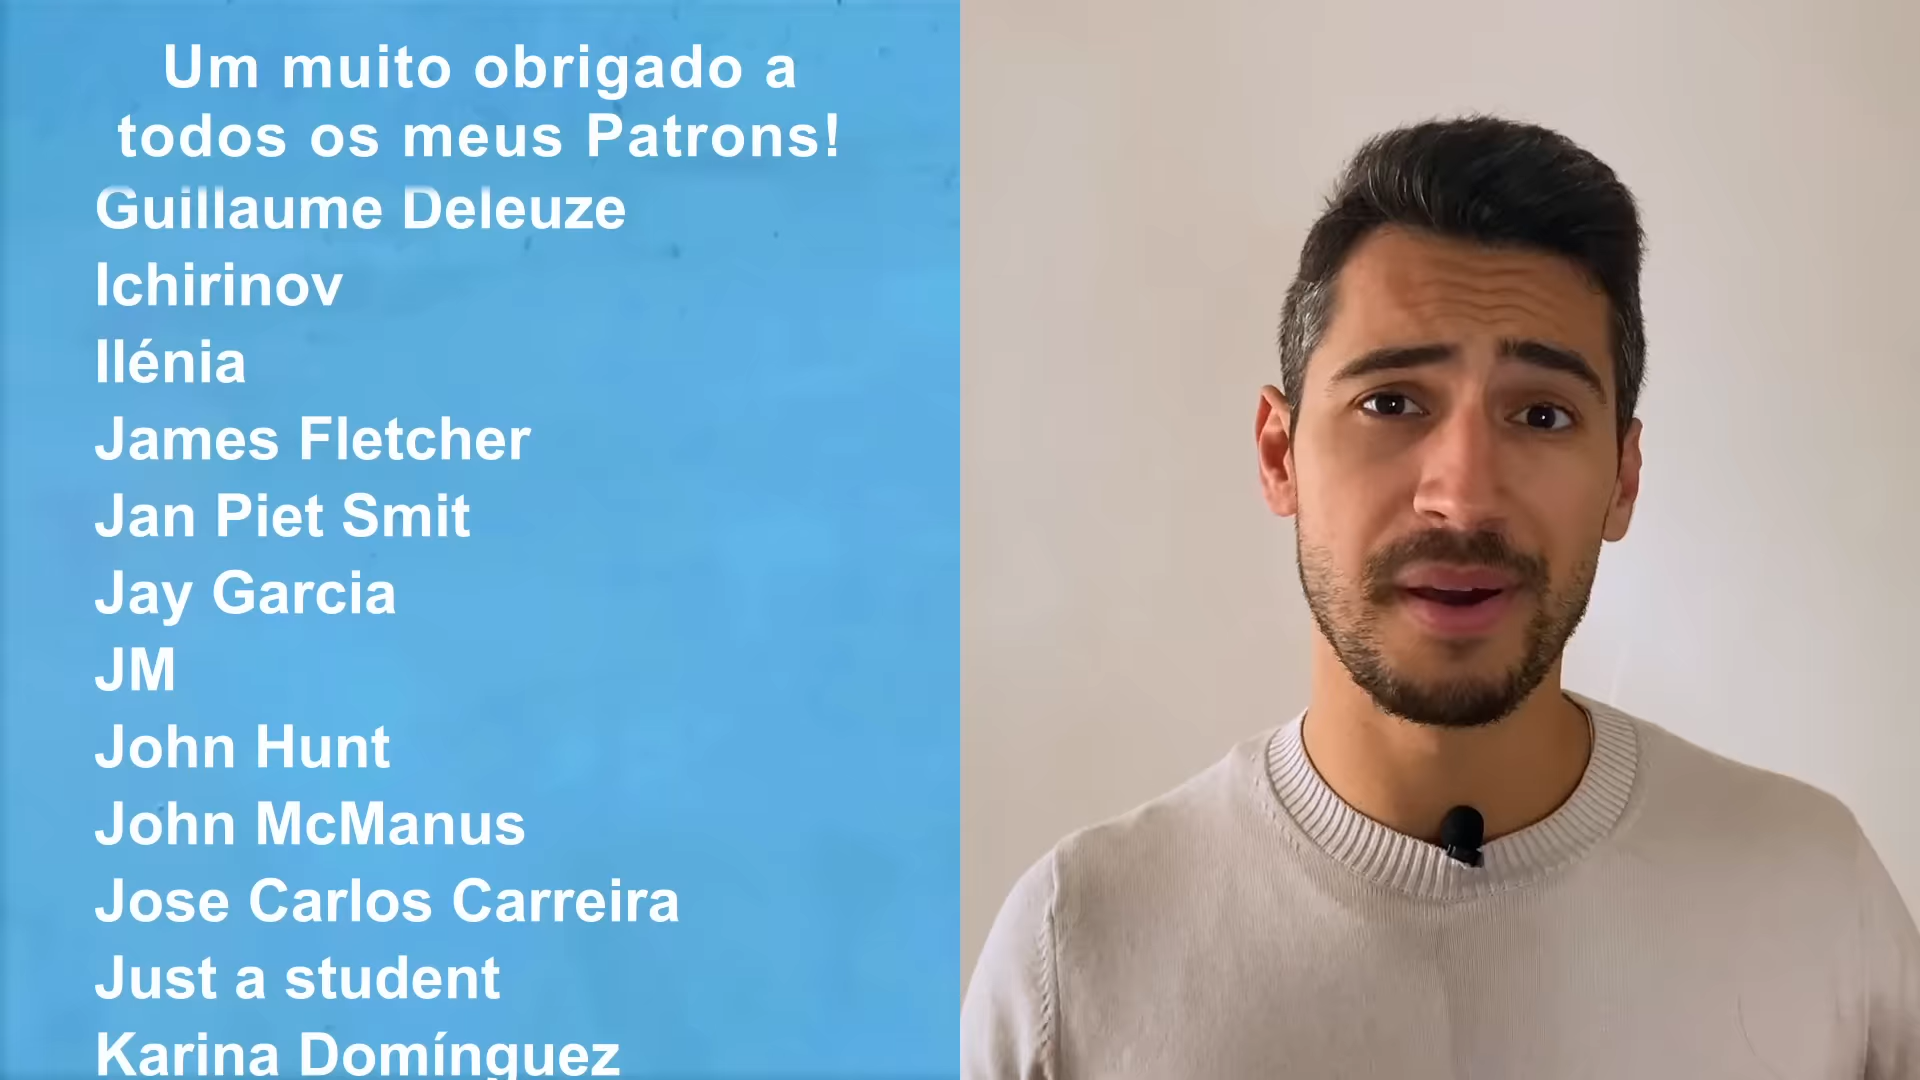 Um muito obrigado a
todos os meus Patrons!
Guillaume Deleuze
Ichirinov
Ilénia
James Fletcher
Jan Piet Smit
Jay Garcia
JM
John Hunt
John McManus
Jose Carlos Carreira
Just a student
Karina Domínguez